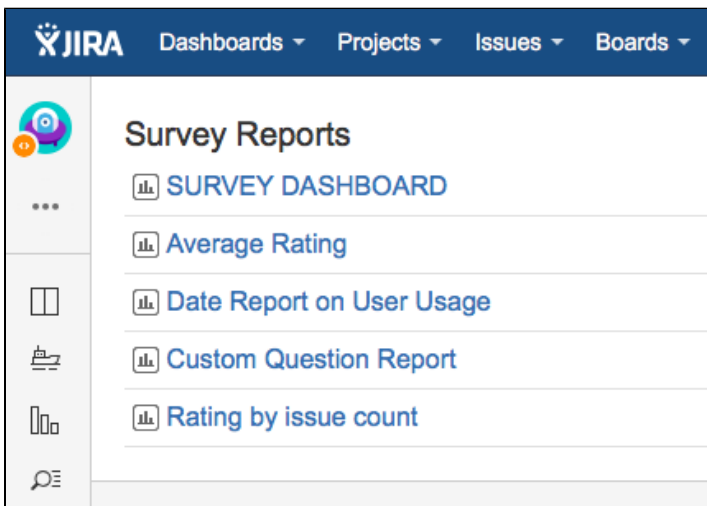 JIRA Dashboards Projects Issues Boards
Survey Reports
SURVEY DASHBOARD
Average Rating
Date Report on User Usage
Custom Question Report
Rating by issue count